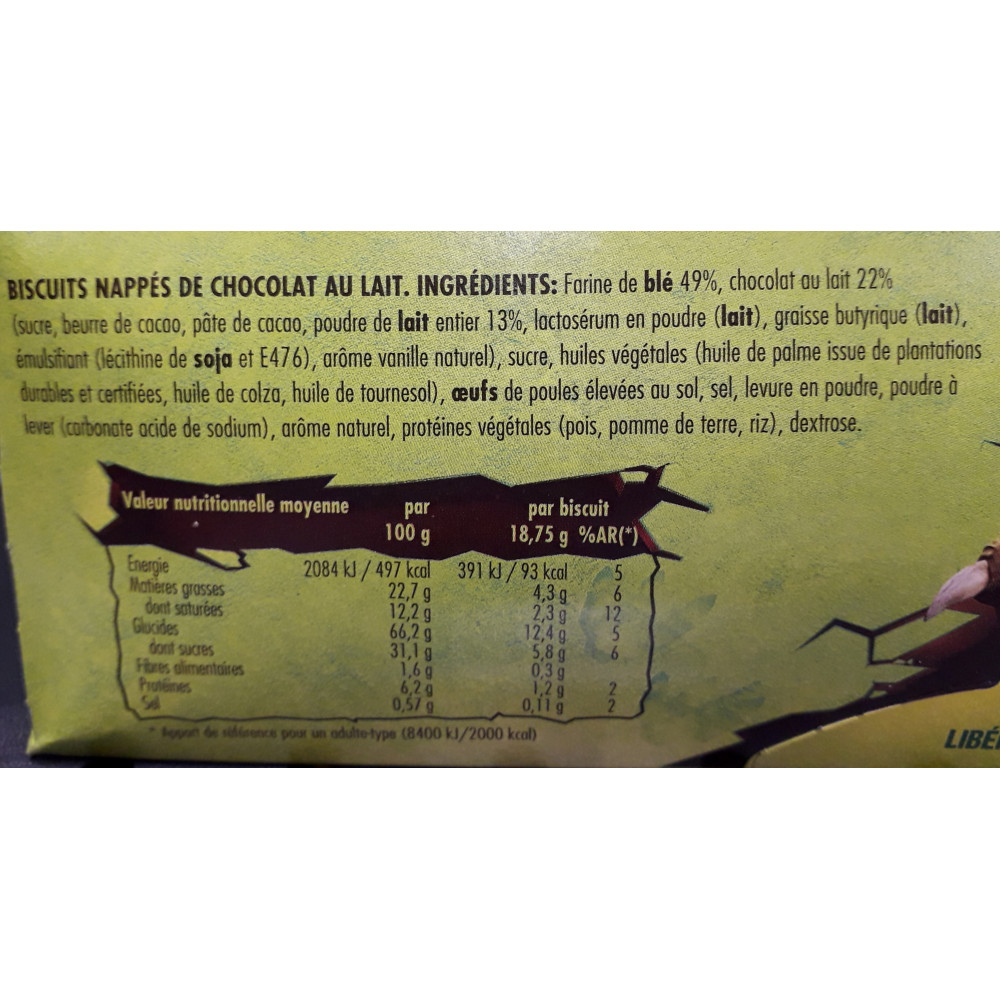 BISCUITS NAPPÉS DE CHOCOLAT AU LAIT. INGRÉDIENTS: Farine de blé 49%, chocolat au lait 22%
(sucre, beurre de cacao, pâte de cacao, poudre de lait entier 13%, lactosérum en poudre (lait), graisse butyrique (lait),
émulsifiant (lécithine de soja et E476), arôme vanille naturel), sucre, huiles végétales (huile de palme issue de plantations
durables et certifiées, huile de colza, huile de tournesol), œufs de poules élevées au sol, sel, levure en poudre, poudre à
lever (carbonate acide de sodium), arôme naturel, protéines végétales (pois, pomme de terre, riz), dextrose.
Valeur nutritionnelle moyenne par par biscuit
100 g 18,75 g %AR(*)
Énergie 2084 kJ / 497 kcal 391 kJ / 93 kcal 5
Matières grasses 22,7 g 4,3 g 6
dont saturées 12,2 g 2,3 g 12
Glucides 66,2 g 12,4 g 5
dont sucres 31,1 g 5,8 g 6
Fibres alimentaires 1,6 g 0,3 g
Protéines 6,2 g 1,2 g 2
Sel 0,57 g 0,11 g 2
* Apport de référence pour un adulte-type (8400 kJ/2000 kcal)
LIBÉ